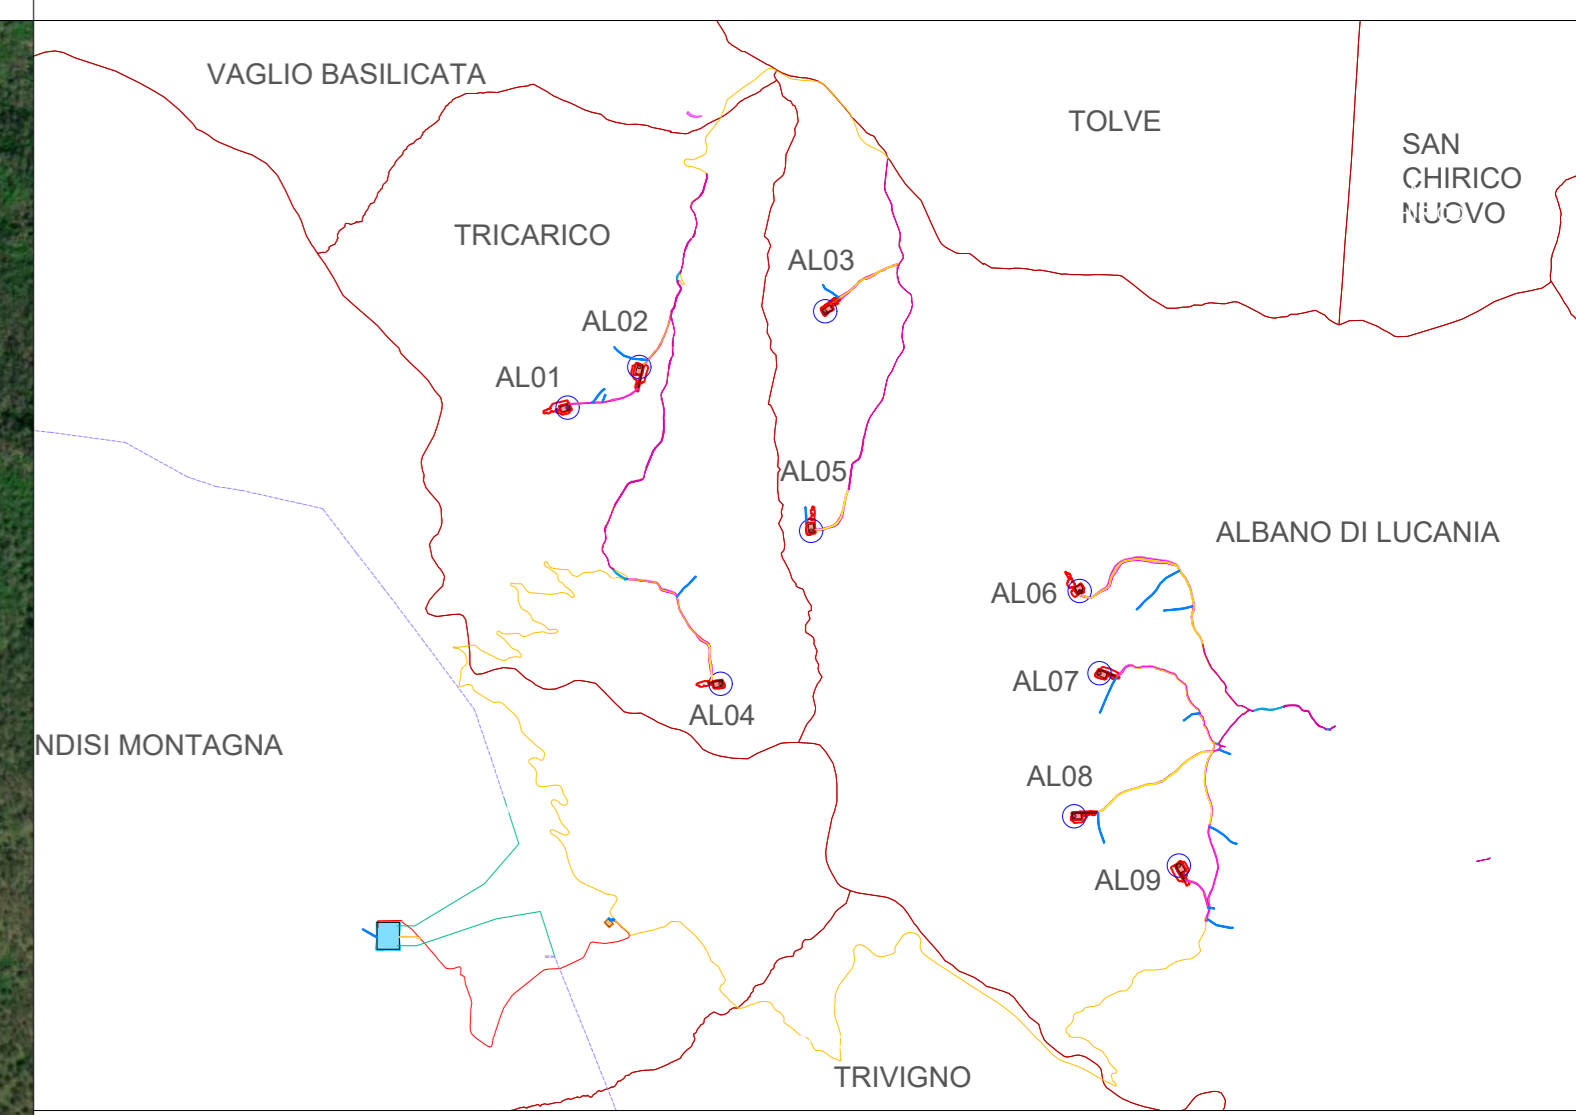 VAGLIO BASILICATA
TOLVE
SAN
CHIRICO
NUOVO
TRICARICO
AL03
AL02
AL01
AL05
ALBANO DI LUCANIA
AL06
AL07
AL04
NDISI MONTAGNA
AL08
AL09
TRIVIGNO